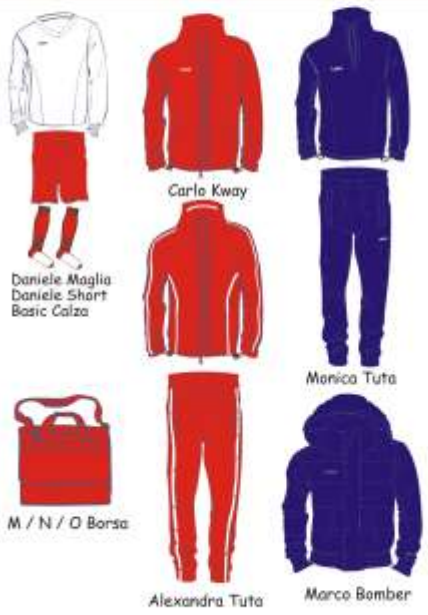 Carlo Kway
Daniele Maglia
Daniele Short
Basic Calza
Monica Tuta
M / N / O Borsa
Alexandra Tuta
Marco Bomber